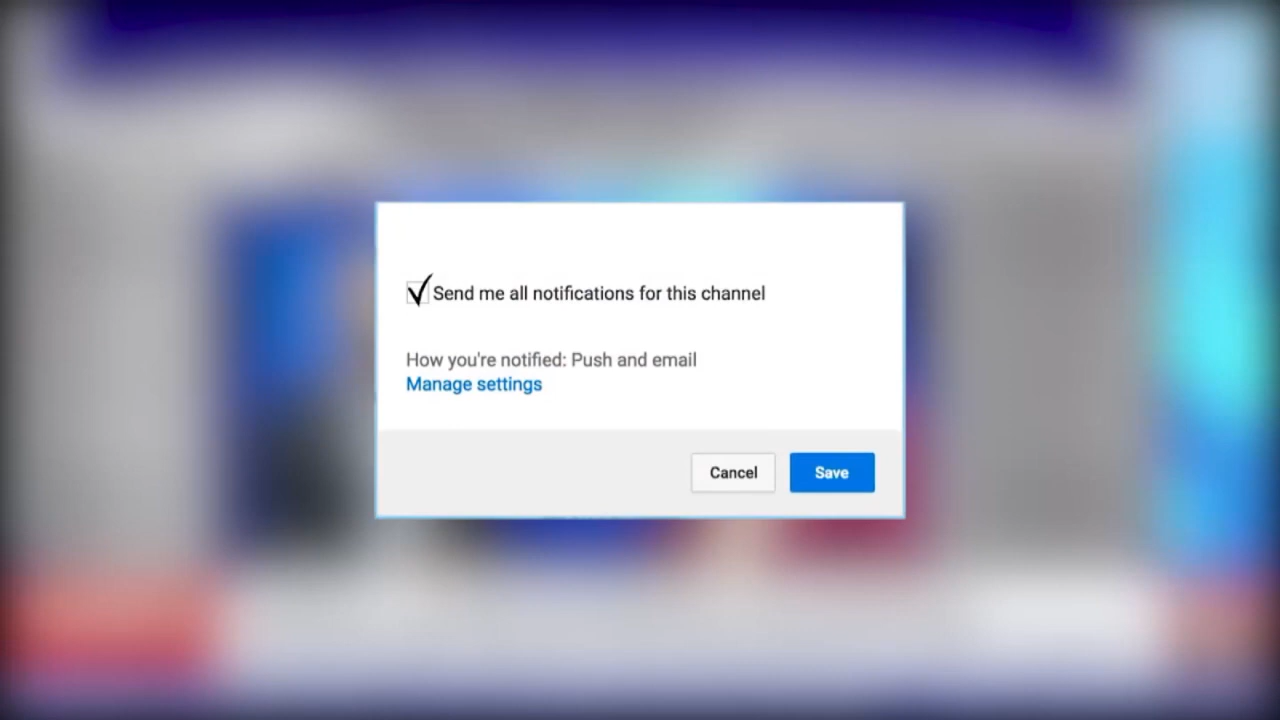 Send me all notifications for this channel
How you're notified: Push and email
Manage settings
Cancel
Save